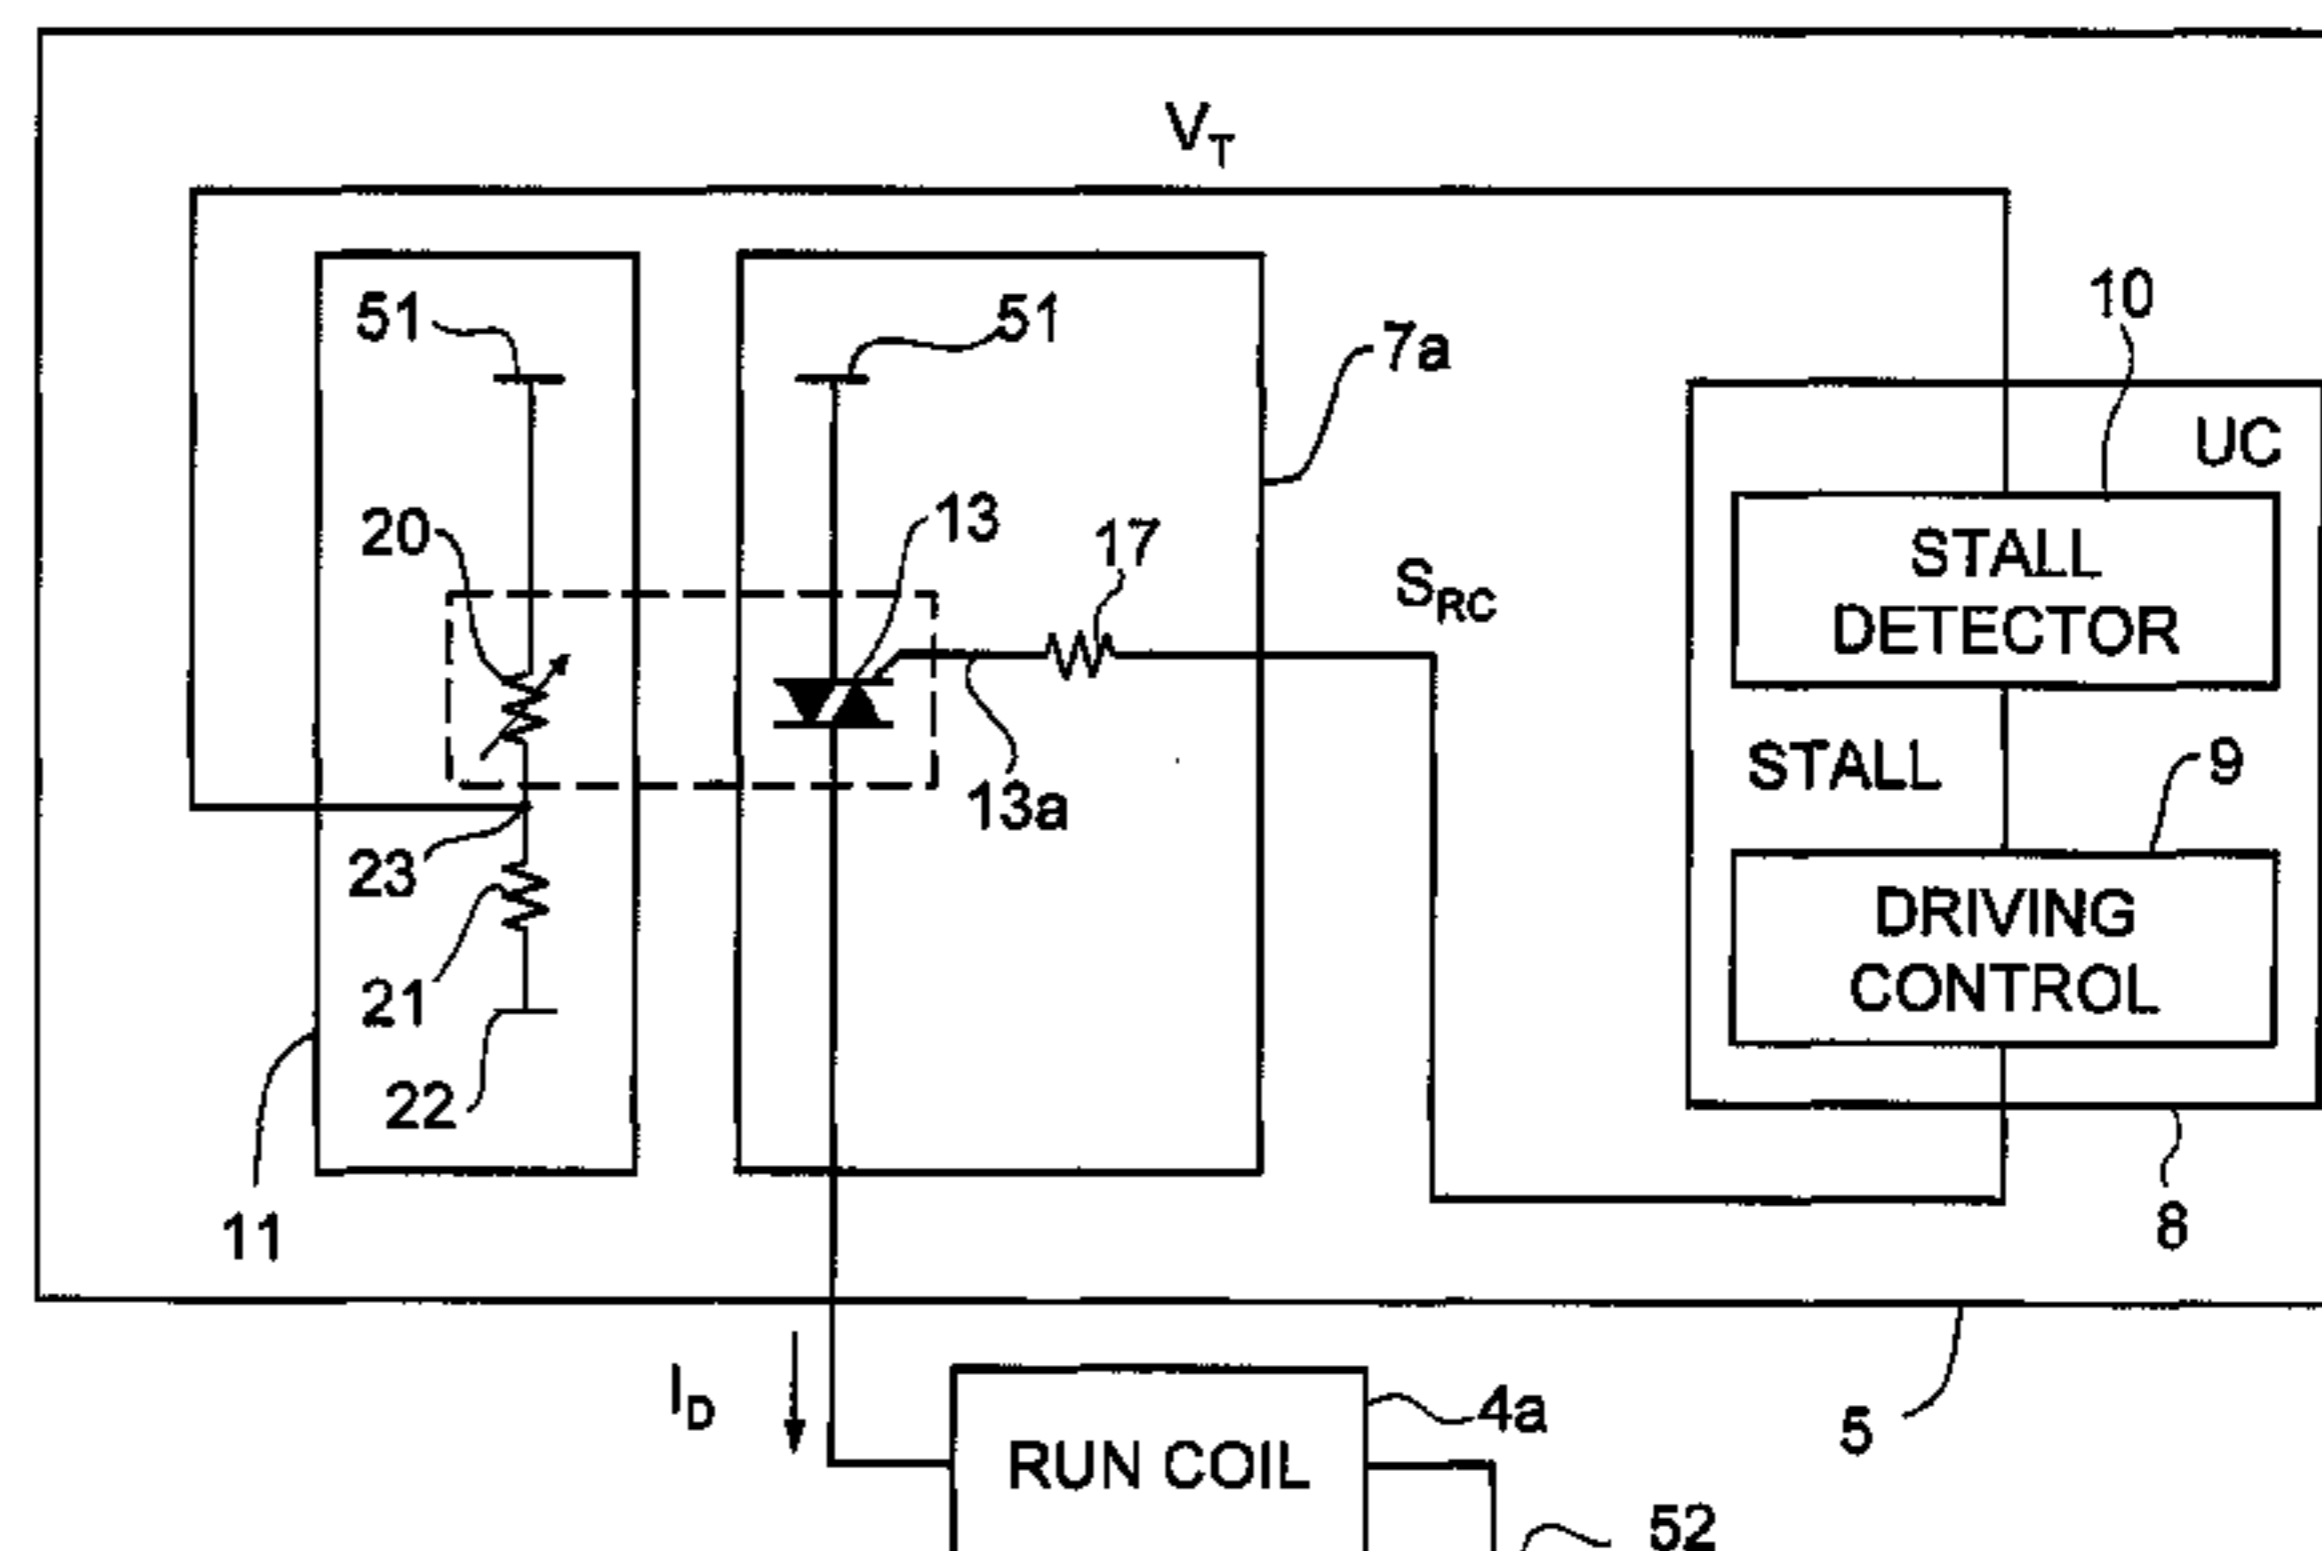 V_T
51
51
7a
10
UC
20
13
17
S_RC
STALL
DETECTOR
STALL
9
13a
23
DRIVING
CONTROL
21
22
11
8
I_D
4a
5
RUN COIL
52